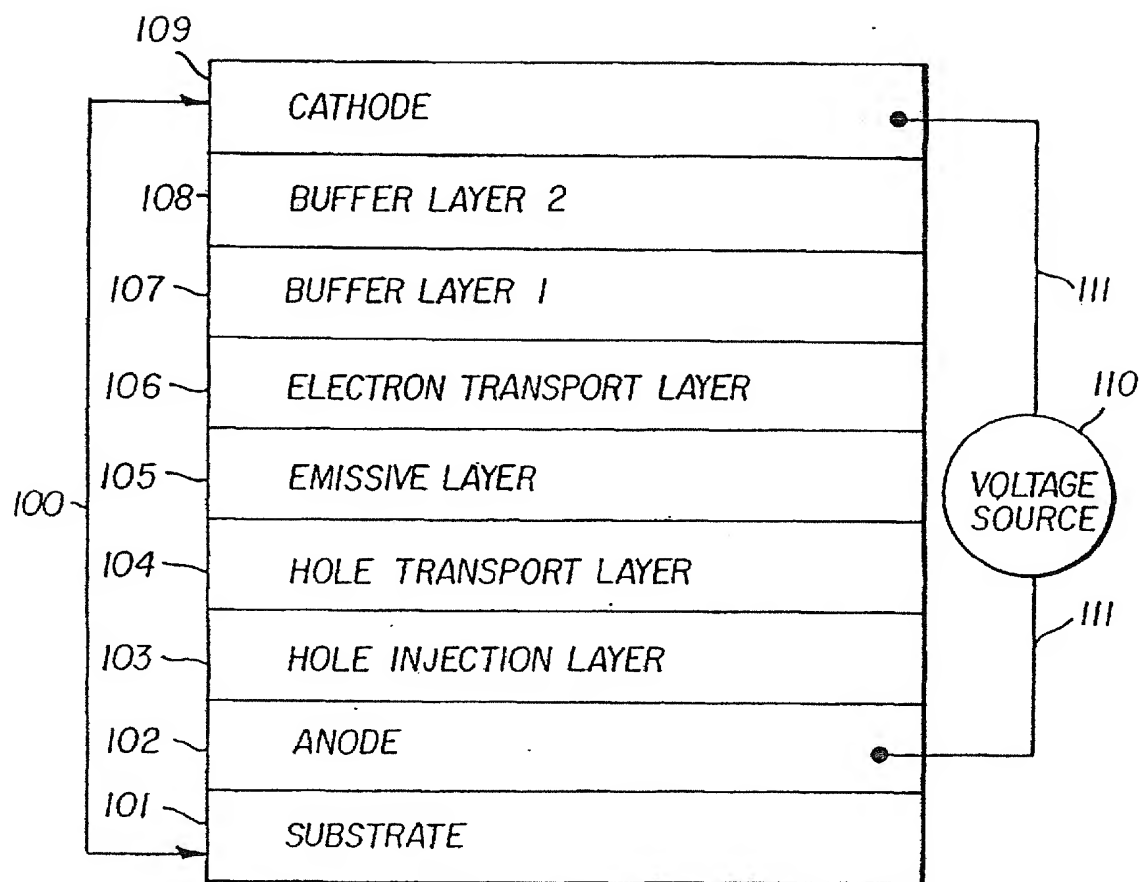 109
CATHODE
108
BUFFER LAYER 2
107
BUFFER LAYER 1
111
106
ELECTRON TRANSPORT LAYER
110
105
EMISSIVE LAYER
100
VOLTAGE
SOURCE
104
HOLE TRANSPORT LAYER
111
103
HOLE INJECTION LAYER
102
ANODE
101
SUBSTRATE